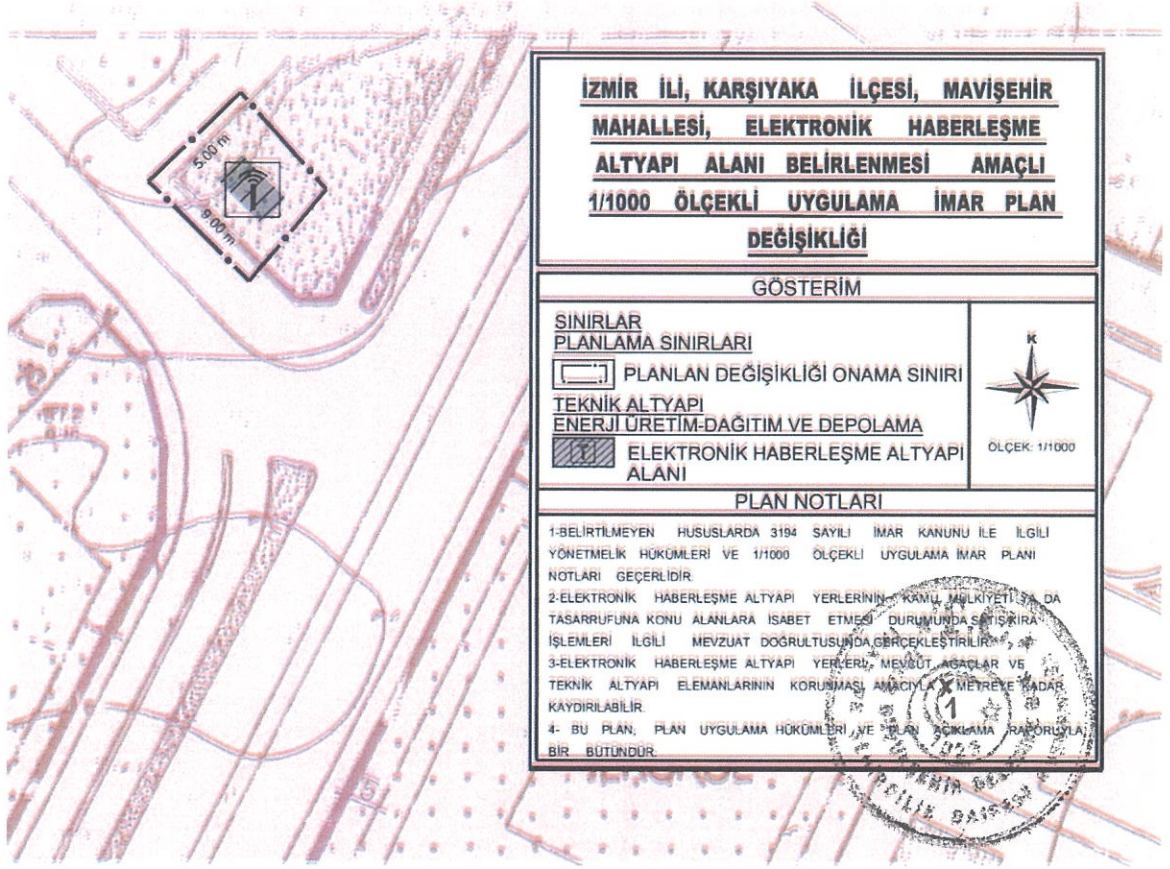 5.00 m
9.00 m
İZMİR İLİ, KARŞIYAKA İLÇESİ, MAVİŞEHİR
MAHALLESİ, ELEKTRONİK HABERLEŞME
ALTYAPI ALANI BELİRLENMESİ AMAÇLI
1/1000 ÖLÇEKLİ UYGULAMA İMAR PLAN
DEĞİŞİKLİĞİ
GÖSTERİM
SINIRLAR
PLANLAMA SINIRLARI
PLANLAN DEĞİŞİKLİĞİ ONAMA SINIRI
TEKNİK ALTYAPI
ENERJİ ÜRETİM-DAĞITIM VE DEPOLAMA
T
ELEKTRONİK HABERLEŞME ALTYAPI
ALANI
K
ÖLÇEK: 1/1000
PLAN NOTLARI
1-BELİRTİLMEYEN HUSUSLARDA 3194 SAYILI İMAR KANUNU İLE İLGİLİ
YÖNETMELİK HÜKÜMLERİ VE 1/1000 ÖLÇEKLİ UYGULAMA İMAR PLANI
NOTLARI GEÇERLİDİR.
2-ELEKTRONİK HABERLEŞME ALTYAPI YERLERİNİN KAMU MÜLKİYETİ YA DA
TASARRUFUNA KONU ALANLARA İSABET ETMESİ DURUMUNDA SATIŞ/KİRA
İŞLEMLERİ İLGİLİ MEVZUAT DOĞRULTUSUNDA GERÇEKLEŞTİRİLİR.
3-ELEKTRONİK HABERLEŞME ALTYAPI YERLERİ, MEVCUT AĞAÇLAR VE
TEKNİK ALTYAPI ELEMANLARININ KORUNMASI AMACIYLA X METREYE KADAR
KAYDIRILABİLİR.
4- BU PLAN, PLAN UYGULAMA HÜKÜMLERİ VE PLAN AÇIKLAMA RAPORUYLA
BİR BÜTÜNDÜR.
T.C.
1
DAİRESİ